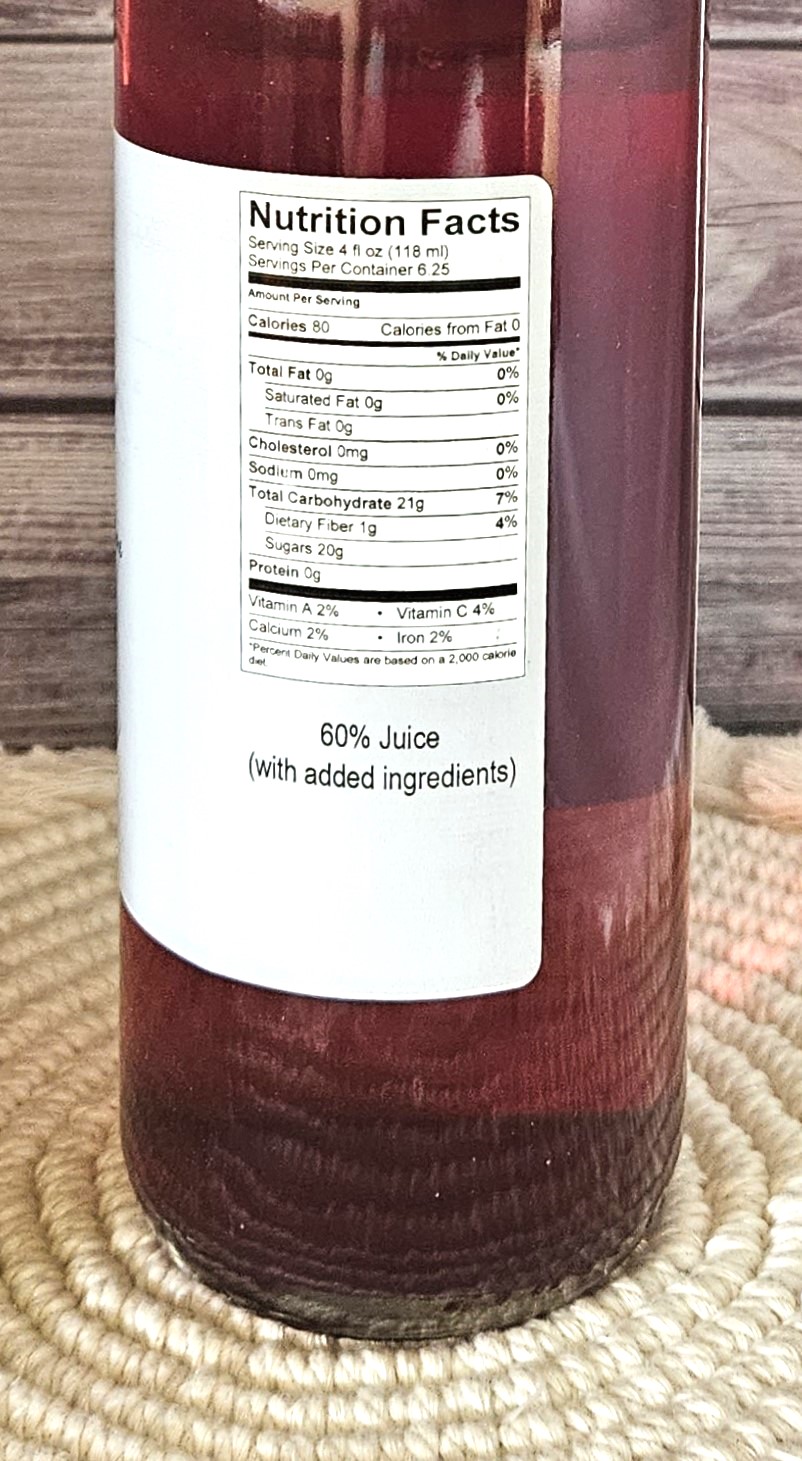 Nutrition Facts
Serving Size 4 fl oz (118 ml)
Servings Per Container 6.25
Amount Per Serving
Calories 80 Calories from Fat 0
% Daily Value*
Total Fat 0g 0%
Saturated Fat 0g 0%
Trans Fat 0g
Cholesterol 0mg 0%
Sodium 0mg 0%
Total Carbohydrate 21g 7%
Dietary Fiber 1g 4%
Sugars 20g
Protein 0g
Vitamin A 2% • Vitamin C 4%
Calcium 2% • Iron 2%
*Percent Daily Values are based on a 2,000 calorie
diet.
60% Juice
(with added ingredients)